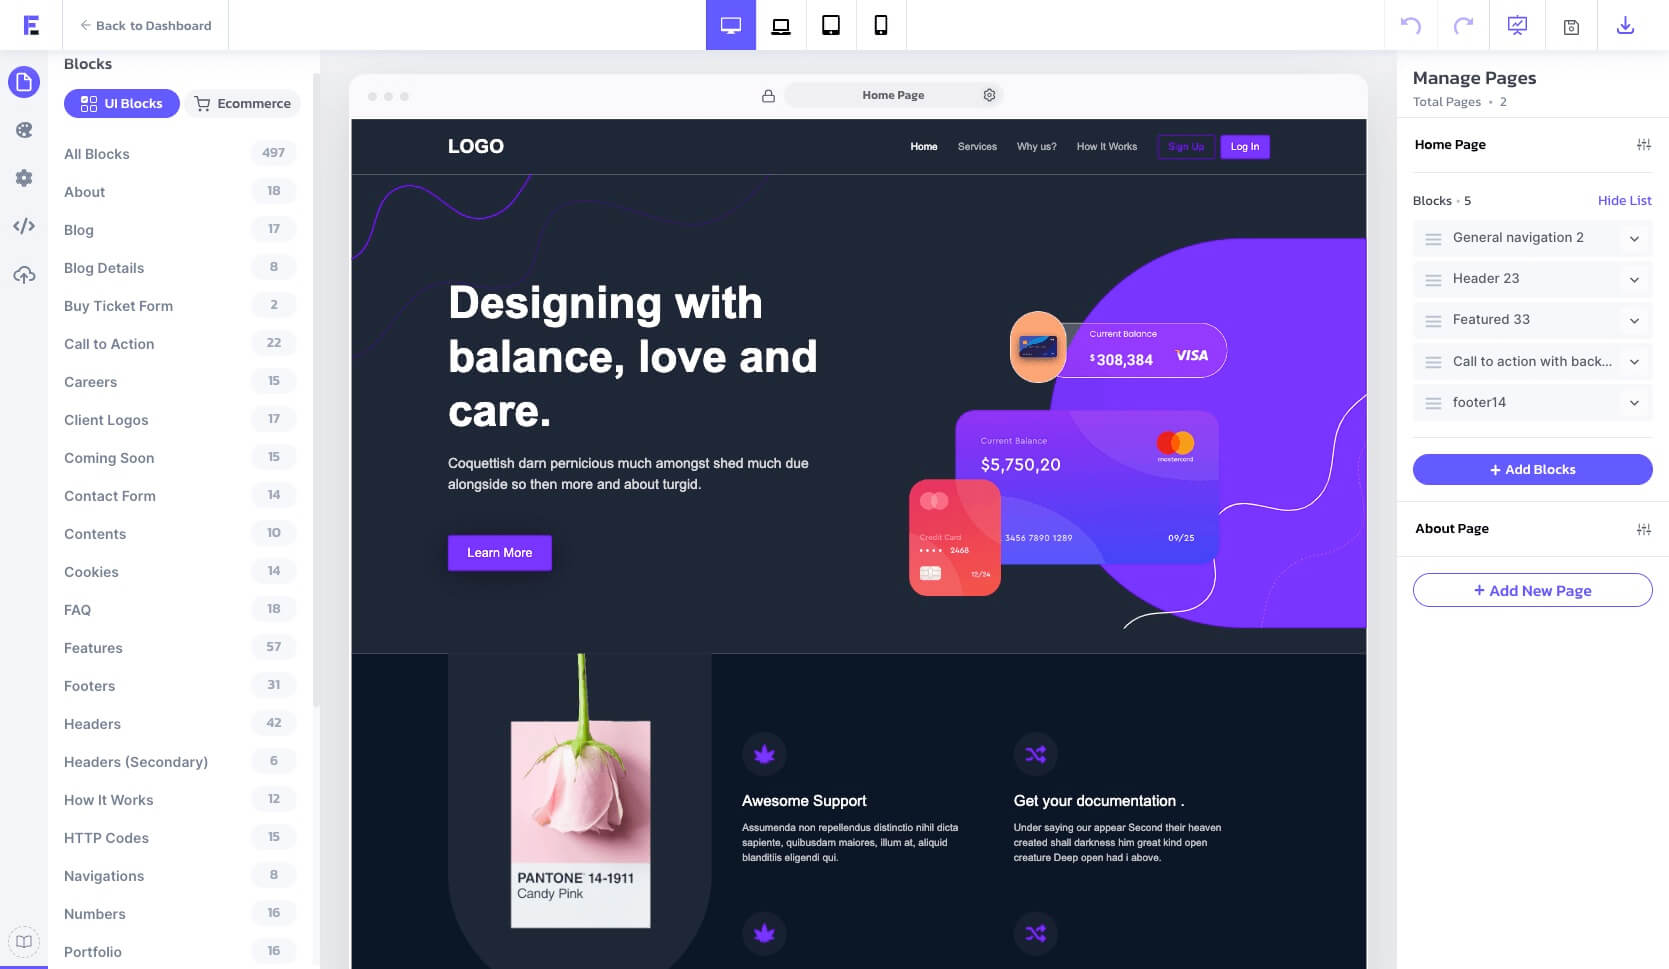 E
Back to Dashboard
Blocks
UI Blocks
Ecommerce
All Blocks 497
About 18
Blog 17
Blog Details 8
Buy Ticket Form 2
Call to Action 22
Careers 15
Client Logos 17
Coming Soon 15
Contact Form 14
Contents 10
Cookies 14
FAQ 18
Features 57
Footers 31
Headers 42
Headers (Secondary) 6
How It Works 12
HTTP Codes 15
Navigations 8
Numbers 16
Portfolio 16
Home Page
LOGO
Home Services Why us? How It Works Sign Up Log In
Designing with
balance, love and
care.
Coquettish darn pernicious much amongst shed much due
alongside so then more and about turgid.
Learn More
Current Balance
$308,384
VISA
Current Balance
$5,750,20
mastercard
3456 7890 1289
09/25
Credit Card
2468
12/24
PANTONE 14-1911
Candy Pink
Awesome Support
Assumenda non repellendus distinctio nihil dicta
sapiente, quibusdam maiores, illum at, aliquid
blanditiis eligendi qui.
Get your documentation .
Under saying our appear Second their heaven
created shall darkness him great kind open
creature Deep open had i above.
Manage Pages
Total Pages • 2
Home Page
Blocks • 5
Hide List
General navigation 2
Header 23
Featured 33
Call to action with back...
footer14
+ Add Blocks
About Page
+ Add New Page